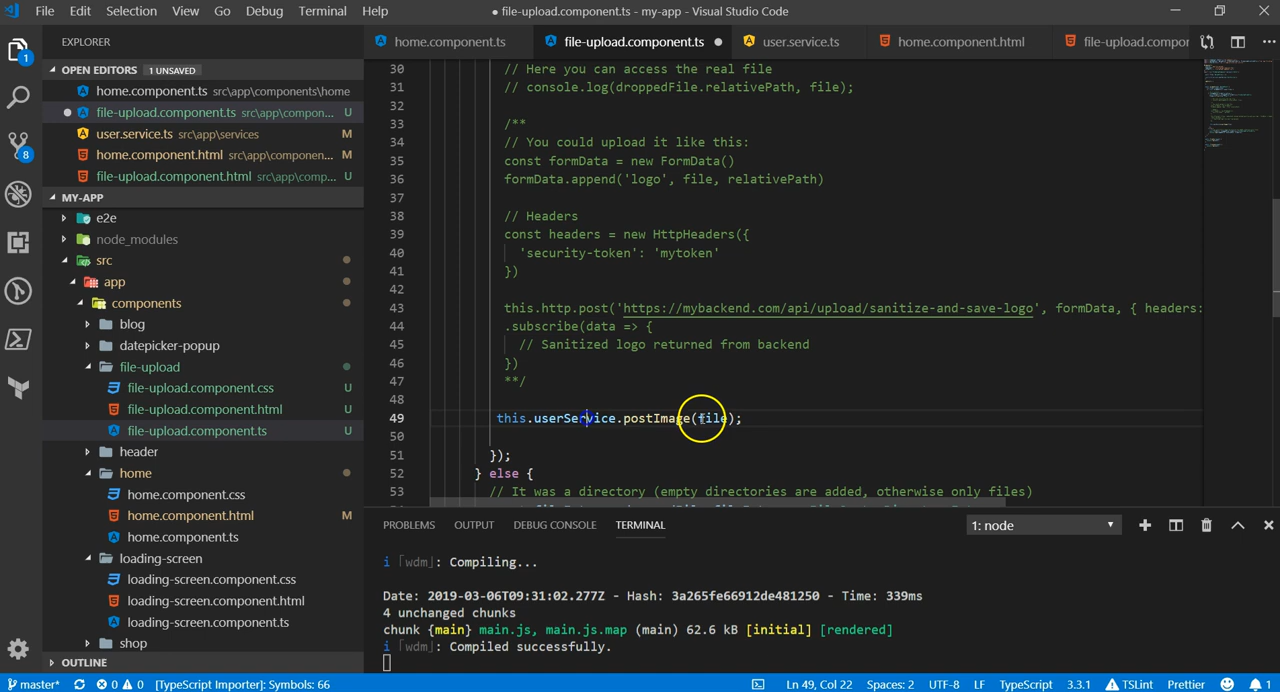 File Edit Selection View Go Debug Terminal Help
● file-upload.component.ts - my-app - Visual Studio Code
EXPLORER
home.component.ts
file-upload.component.ts ●
user.service.ts
home.component.html
file-upload.compor
OPEN EDITORS 1 UNSAVED
home.component.ts src\app\components\home
file-upload.component.ts src\app\compon... U
user.service.ts src\app\services M
home.component.html src\app\componen... M
file-upload.component.html src\app\comp... U
MY-APP
e2e
node_modules
src
app
components
blog
datepicker-popup
file-upload
file-upload.component.css U
file-upload.component.html U
file-upload.component.ts U
header
home
home.component.css
home.component.html M
home.component.ts
loading-screen
loading-screen.component.css
loading-screen.component.html
loading-screen.component.ts
shop
OUTLINE
1
8
30 // Here you can access the real file
31 // console.log(droppedFile.relativePath, file);
32
33 /**
34 // You could upload it like this:
35 const formData = new FormData()
36 formData.append('logo', file, relativePath)
37
38 // Headers
39 const headers = new HttpHeaders({
40 'security-token': 'mytoken'
41 })
42
43 this.http.post('https://mybackend.com/api/upload/sanitize-and-save-logo', formData, { headers:
44 .subscribe(data => {
45 // Sanitized logo returned from backend
46 })
47 **/
48
49 this.userService.postImage(file);
50
51 });
52 } else {
53 // It was a directory (empty directories are added, otherwise only files)
PROBLEMS OUTPUT DEBUG CONSOLE TERMINAL 1: node
i ｢wdm｣: Compiling...
Date: 2019-03-06T09:31:02.277Z - Hash: 3a265fe66912de481250 - Time: 339ms
4 unchanged chunks
chunk {main} main.js, main.js.map (main) 62.6 kB [initial] [rendered]
i ｢wdm｣: Compiled successfully.
master* 0 0 [TypeScript Importer]: Symbols: 66 Ln 49, Col 22 Spaces: 2 UTF-8 LF TypeScript 3.3.1 TSLint Prettier 1